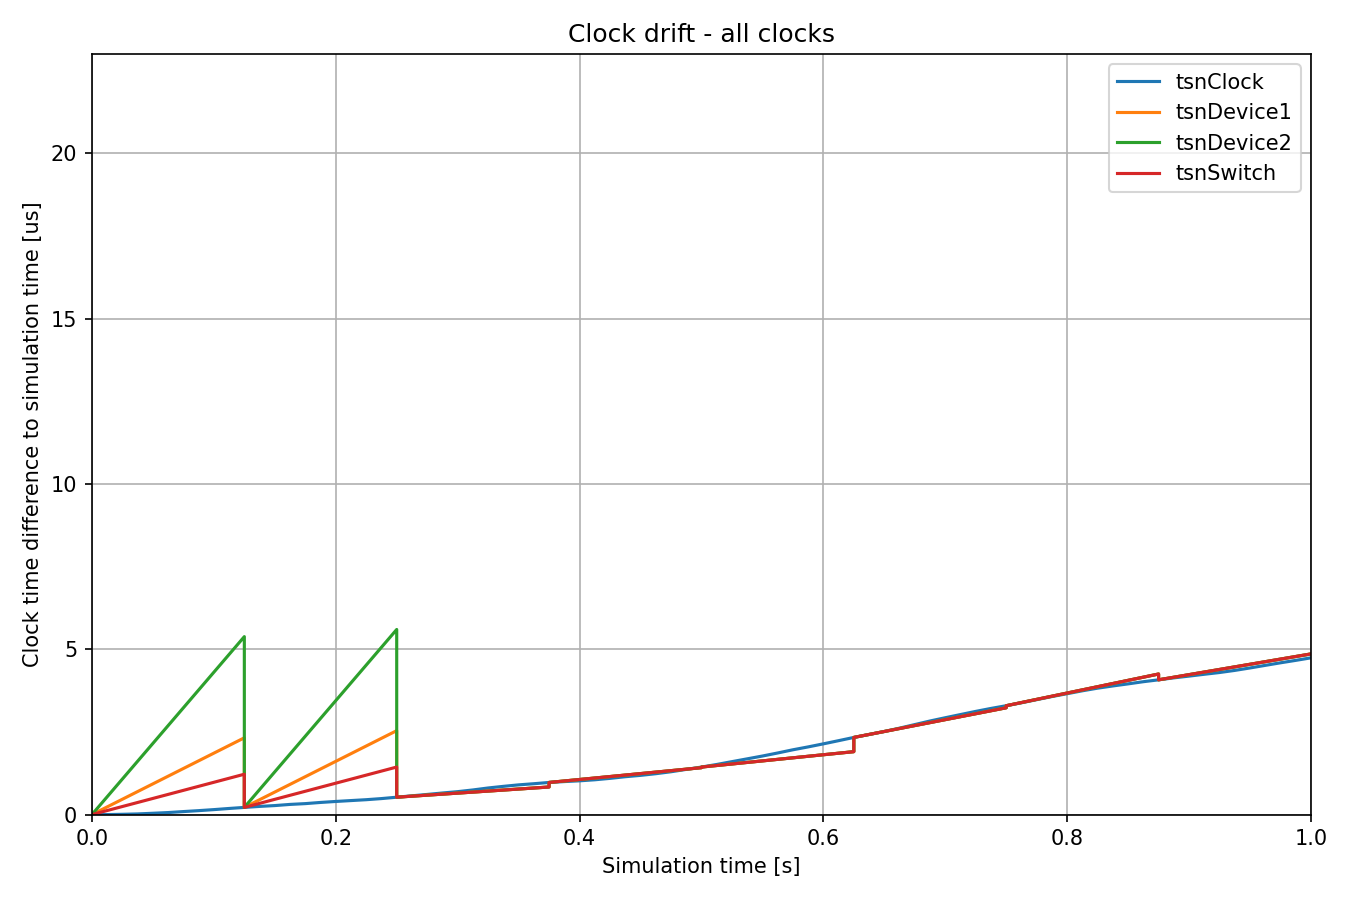 Clock drift - all clocks
tsnClock
tsnDevice1
tsnDevice2
tsnSwitch
Clock time difference to simulation time [us]
20
15
10
5
0
0.0 0.2 0.4 0.6 0.8 1.0
Simulation time [s]